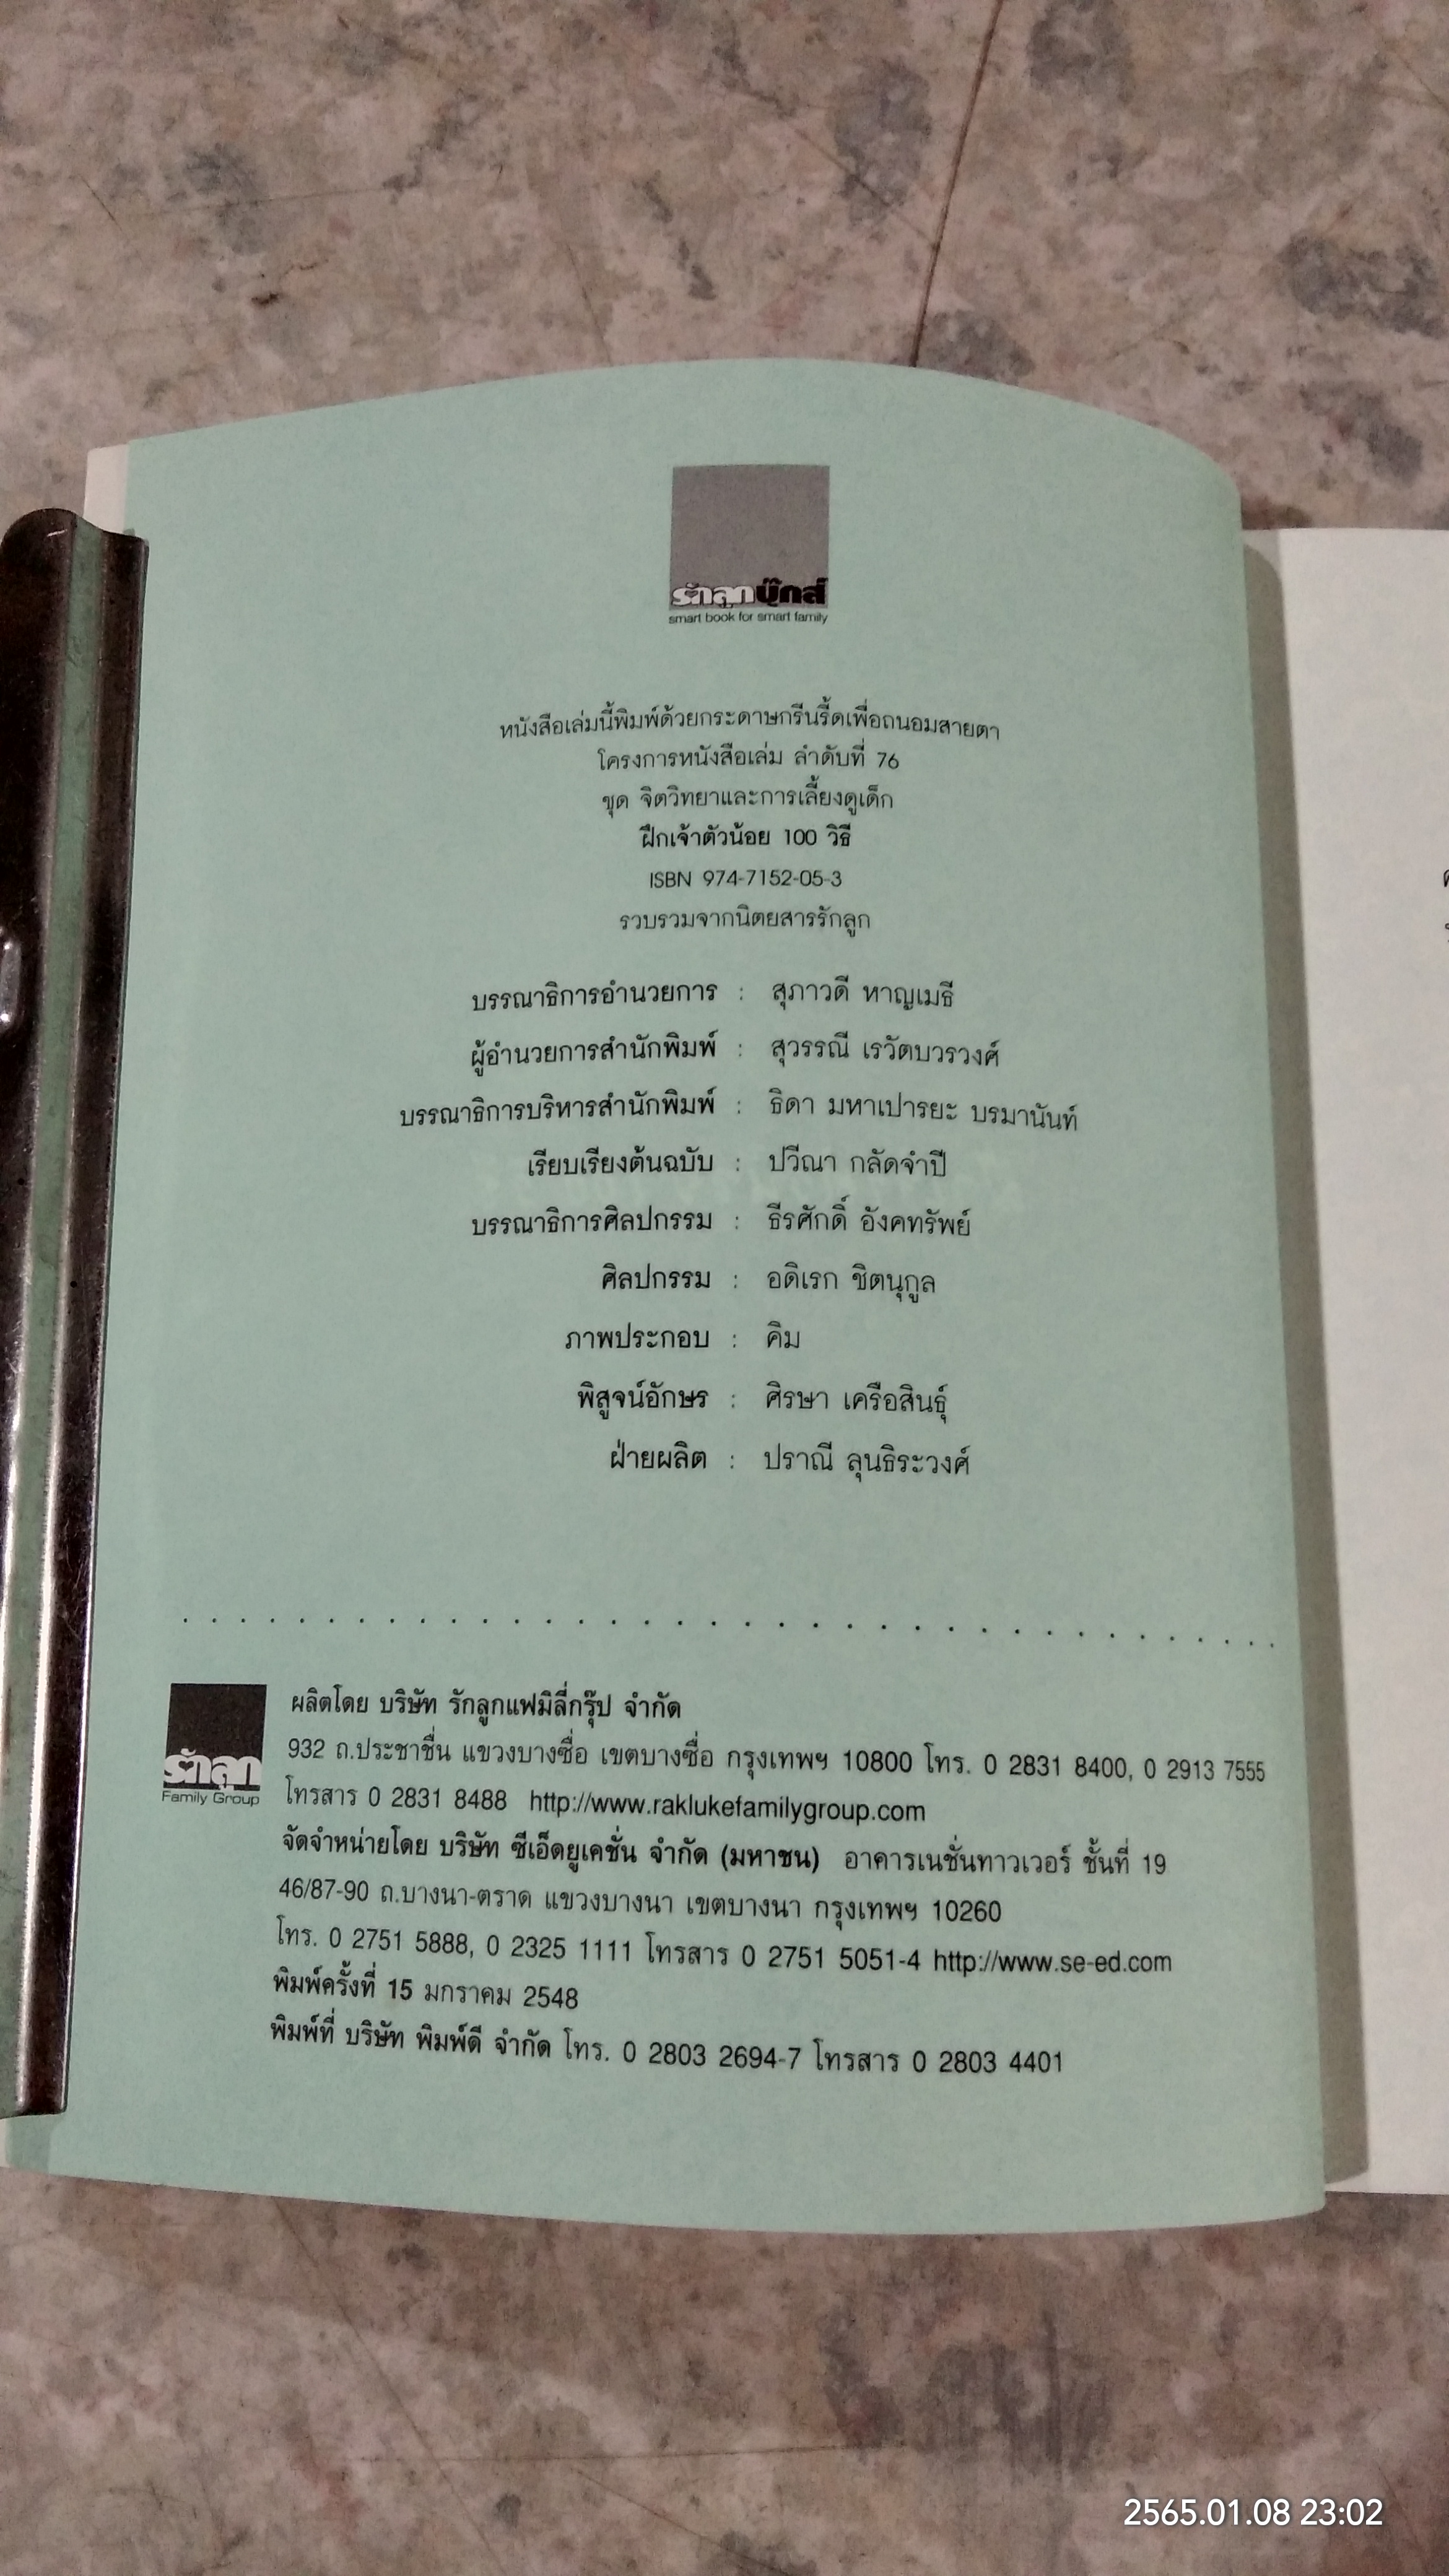 รักลูกบุ๊กส์
smart book for smart family
หนังสือเล่มนี้พิมพ์ด้วยกระดาษกรีนรี้ดเพื่อถนอมสายตา
โครงการหนังสือเล่ม ลำดับที่ 76
ชุด จิตวิทยาและการเลี้ยงดูเด็ก
ฝึกเจ้าตัวน้อย 100 วิธี
ISBN 974-7152-05-3
รวบรวมจากนิตยสารรักลูก
บรรณาธิการอำนวยการ : สุภาวดี หาญเมธี
ผู้อำนวยการสำนักพิมพ์ : สุวรรณี เรวัตบวรวงศ์
บรรณาธิการบริหารสำนักพิมพ์ : ธิดา มหาเปารยะ บรมานันท์
เรียบเรียงต้นฉบับ : ปวีณา กลัดจำปี
บรรณาธิการศิลปกรรม : ธีรศักดิ์ อังคทรัพย์
ศิลปกรรม : อดิเรก ชิตนุกูล
ภาพประกอบ : คิม
พิสูจน์อักษร : ศิรษา เครือสินธุ์
ฝ่ายผลิต : ปราณี ลุนธิระวงศ์
รักลูก
Family Group
ผลิตโดย บริษัท รักลูกแฟมิลี่กรุ๊ป จำกัด
932 ถ.ประชาชื่น แขวงบางซื่อ เขตบางซื่อ กรุงเทพฯ 10800 โทร. 0 2831 8400, 0 2913 7555
โทรสาร 0 2831 8488 http://www.raklukefamilygroup.com
จัดจำหน่ายโดย บริษัท ซีเอ็ดยูเคชั่น จำกัด (มหาชน) อาคารเนชั่นทาวเวอร์ ชั้นที่ 19
46/87-90 ถ.บางนา-ตราด แขวงบางนา เขตบางนา กรุงเทพฯ 10260
โทร. 0 2751 5888, 0 2325 1111 โทรสาร 0 2751 5051-4 http://www.se-ed.com
พิมพ์ครั้งที่ 15 มกราคม 2548
พิมพ์ที่ บริษัท พิมพ์ดี จำกัด โทร. 0 2803 2694-7 โทรสาร 0 2803 4401
2565.01.08 23:02